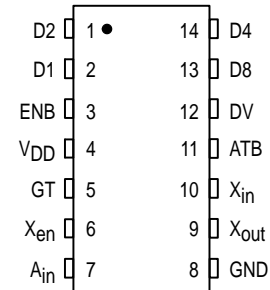 D2 1 14 D4
D1 2 13 D8
ENB 3 12 DV
VDD 4 11 ATB
GT 5 10 Xin
Xen 6 9 Xout
Ain 7 8 GND